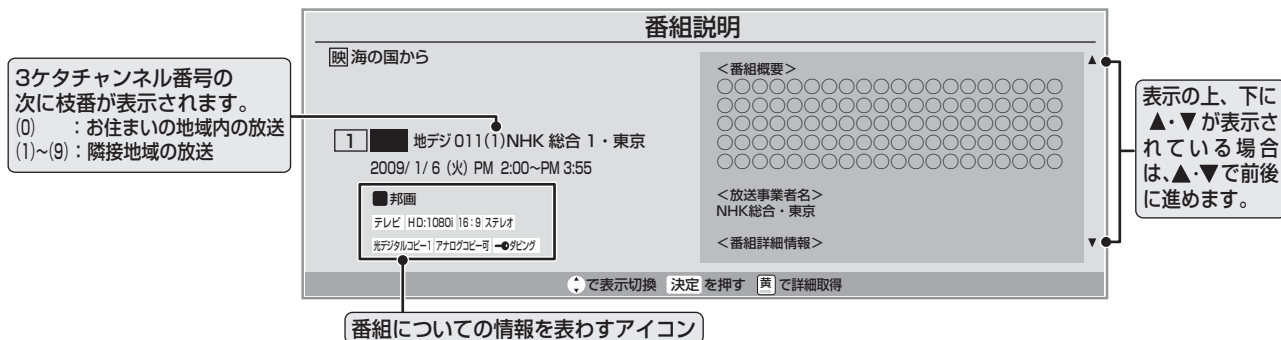 番組説明
映 海の国から
3ケタチャンネル番号の
次に枝番が表示されます。
(0)　：お住まいの地域内の放送
(1)~(9)：隣接地域の放送
1 地デジ 011(1)NHK 総合 1・東京
2009/ 1/ 6 (火) PM 2:00~PM 3:55
邦画
テレビ HD:1080i 16:9 ステレオ
光デジタルコピー1 アナログコピー可 ダビング
番組についての情報を表わすアイコン
<番組概要>
○○○○○○○○○○○○○○○○○○
○○○○○○○○○○○○○○○○○○
○○○○○○○○○○○○○○○○○○
○○○○○○○○○○○○○○○○○○
○○○○○○○○○○○○○○○○○○
<放送事業者名>
NHK総合・東京
<番組詳細情報>
▲
▼
表示の上、下に
▲・▼が表示さ
れている場合
は、▲・▼で前後
に進めます。
で表示切換 決定 を押す 黄 で詳細取得